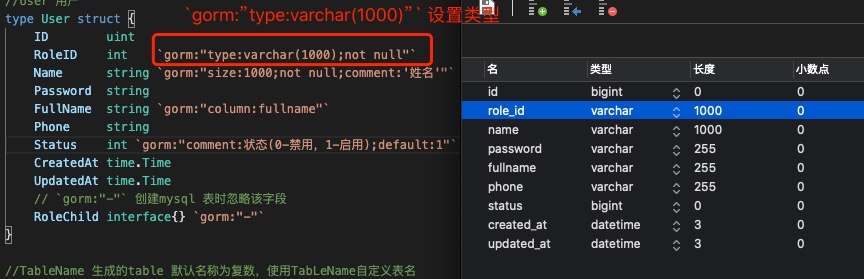 //User 用户
`gorm:”type:varchar(1000)”` 设置类型
type User struct {
ID uint
RoleID int `gorm:"type:varchar(1000);not null"`
Name string `gorm:"size:1000;not null;comment:'姓名'"`
Password string
FullName string `gorm:"column:fullname"`
Phone string
Status int `gorm:"comment:状态(0-禁用，1-启用);default:1"`
CreatedAt time.Time
UpdatedAt time.Time
// `gorm:"-"` 创建mysql 表时忽略该字段
RoleChild interface{} `gorm:"-"`
}
//TableName 生成的table 默认名称为复数，使用TabLeName自定义表名
名 类型 长度 小数点
id bigint 0 0
role_id varchar 1000 0
name varchar 1000 0
password varchar 255 0
fullname varchar 255 0
phone varchar 255 0
status bigint 0 0
created_at datetime 3 0
updated_at datetime 3 0